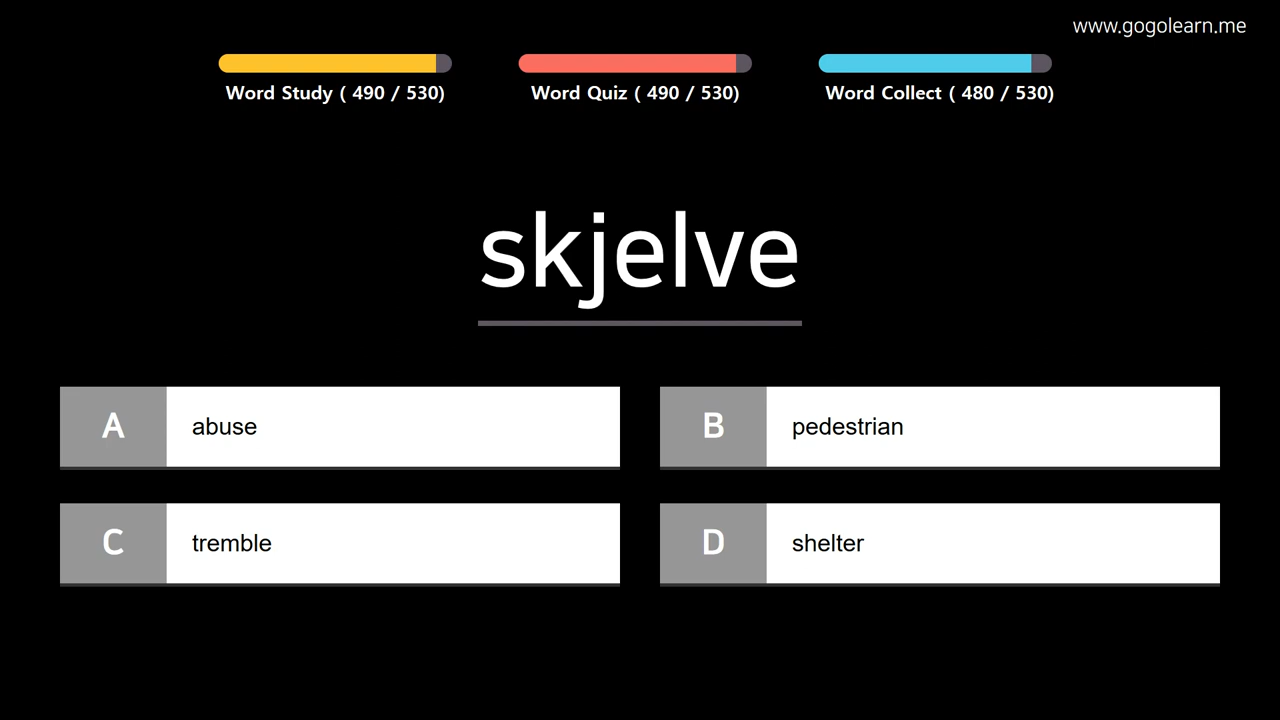 www.gogolearn.me
Word Study ( 490 / 530)
Word Quiz ( 490 / 530)
Word Collect ( 480 / 530)
skjelve
A
abuse
B
pedestrian
C
tremble
D
shelter